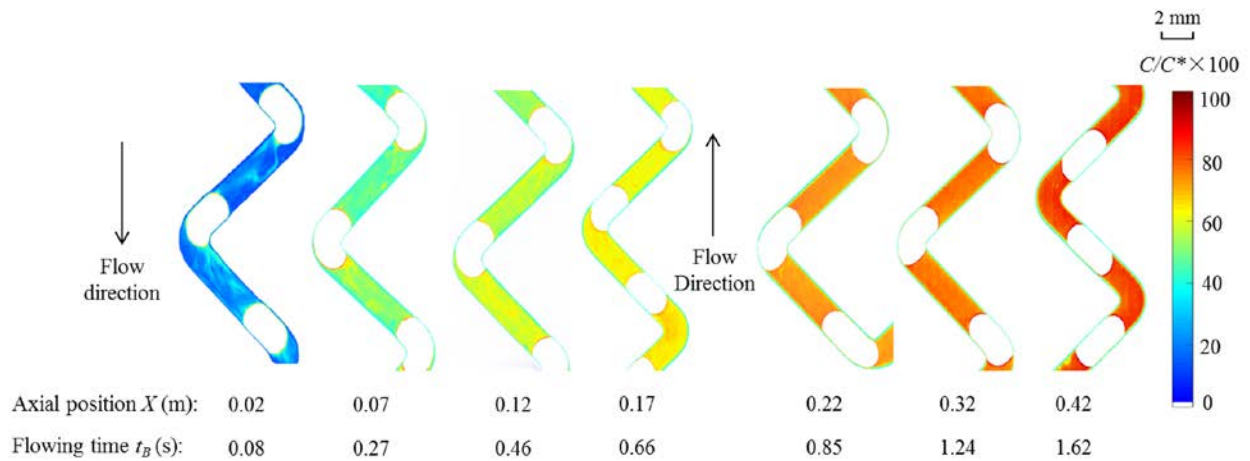 2 mm
C/C*×100
100
80
60
40
20
0
Flow
direction
Flow
Direction
Axial position X (m): 0.02 0.07 0.12 0.17 0.22 0.32 0.42
Flowing time t_B (s): 0.08 0.27 0.46 0.66 0.85 1.24 1.62